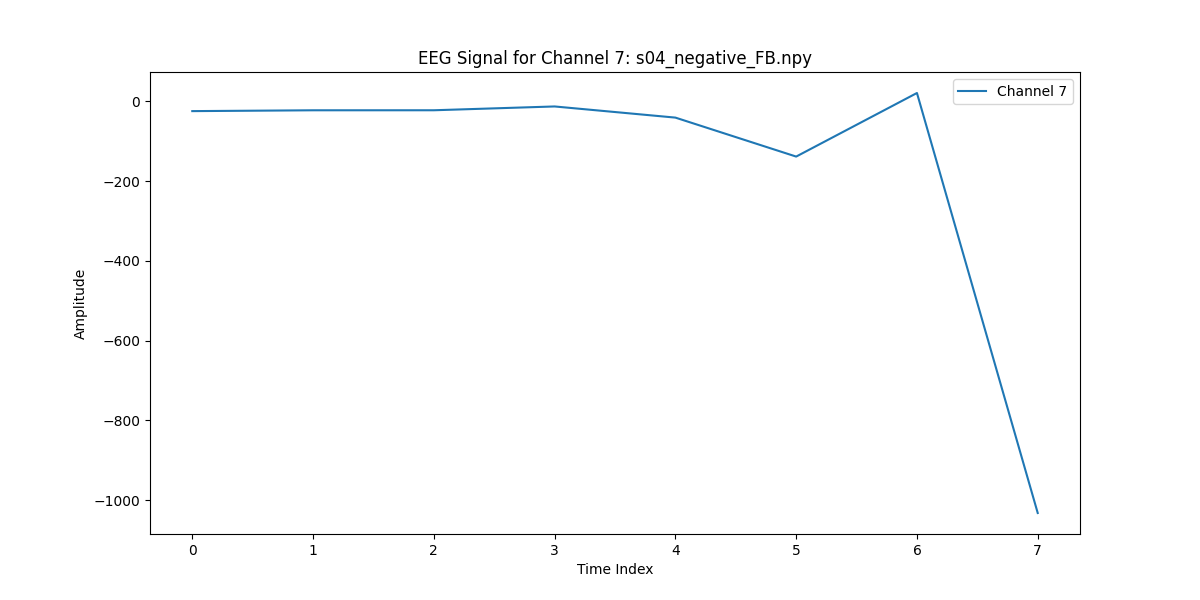 EEG Signal for Channel 7: s04_negative_FB.npy
Channel 7
0
−200
−400
−600
−800
−1000
Amplitude
0 1 2 3 4 5 6 7
Time Index